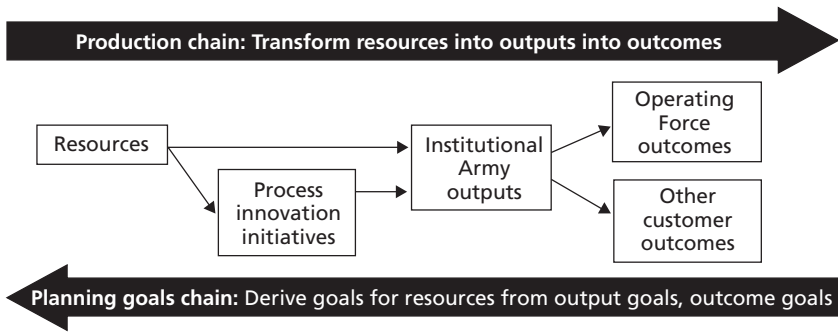 Production chain: Transform resources into outputs into outcomes
Resources
Process
innovation
initiatives
Institutional
Army
outputs
Operating
Force
outcomes
Other
customer
outcomes
Planning goals chain: Derive goals for resources from output goals, outcome goals